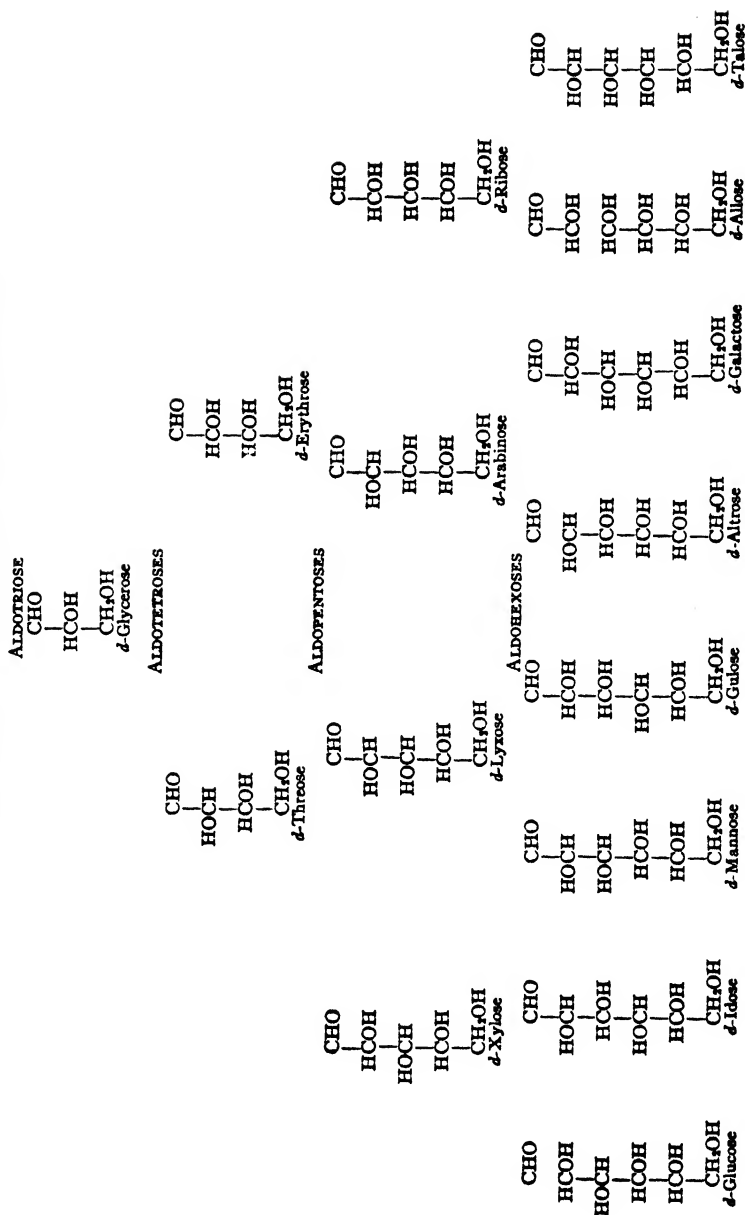 ALDOTRIOSE
CHO
HCOH
CH₂OH
d-Glycerose
ALDOTETROSES
CHO
HOCH
HCOH
CH₂OH
d-Threose
CHO
HCOH
HCOH
CH₂OH
d-Erythrose
ALDOPENTOSES
CHO
HCOH
HOCH
HCOH
CH₂OH
d-Xylose
CHO
HOCH
HOCH
HCOH
CH₂OH
d-Lyxose
CHO
HOCH
HCOH
HCOH
CH₂OH
d-Arabinose
CHO
HCOH
HCOH
HCOH
CH₂OH
d-Ribose
ALDOHEXOSES
CHO
HCOH
HOCH
HCOH
HCOH
CH₂OH
d-Glucose
CHO
HOCH
HCOH
HOCH
HCOH
CH₂OH
d-Idose
CHO
HOCH
HOCH
HCOH
HCOH
CH₂OH
d-Mannose
CHO
HCOH
HCOH
HOCH
HCOH
CH₂OH
d-Gulose
CHO
HOCH
HCOH
HCOH
HCOH
CH₂OH
d-Altrose
CHO
HCOH
HOCH
HOCH
HCOH
CH₂OH
d-Galactose
CHO
HCOH
HCOH
HCOH
HCOH
CH₂OH
d-Allose
CHO
HOCH
HOCH
HOCH
HCOH
CH₂OH
d-Talose